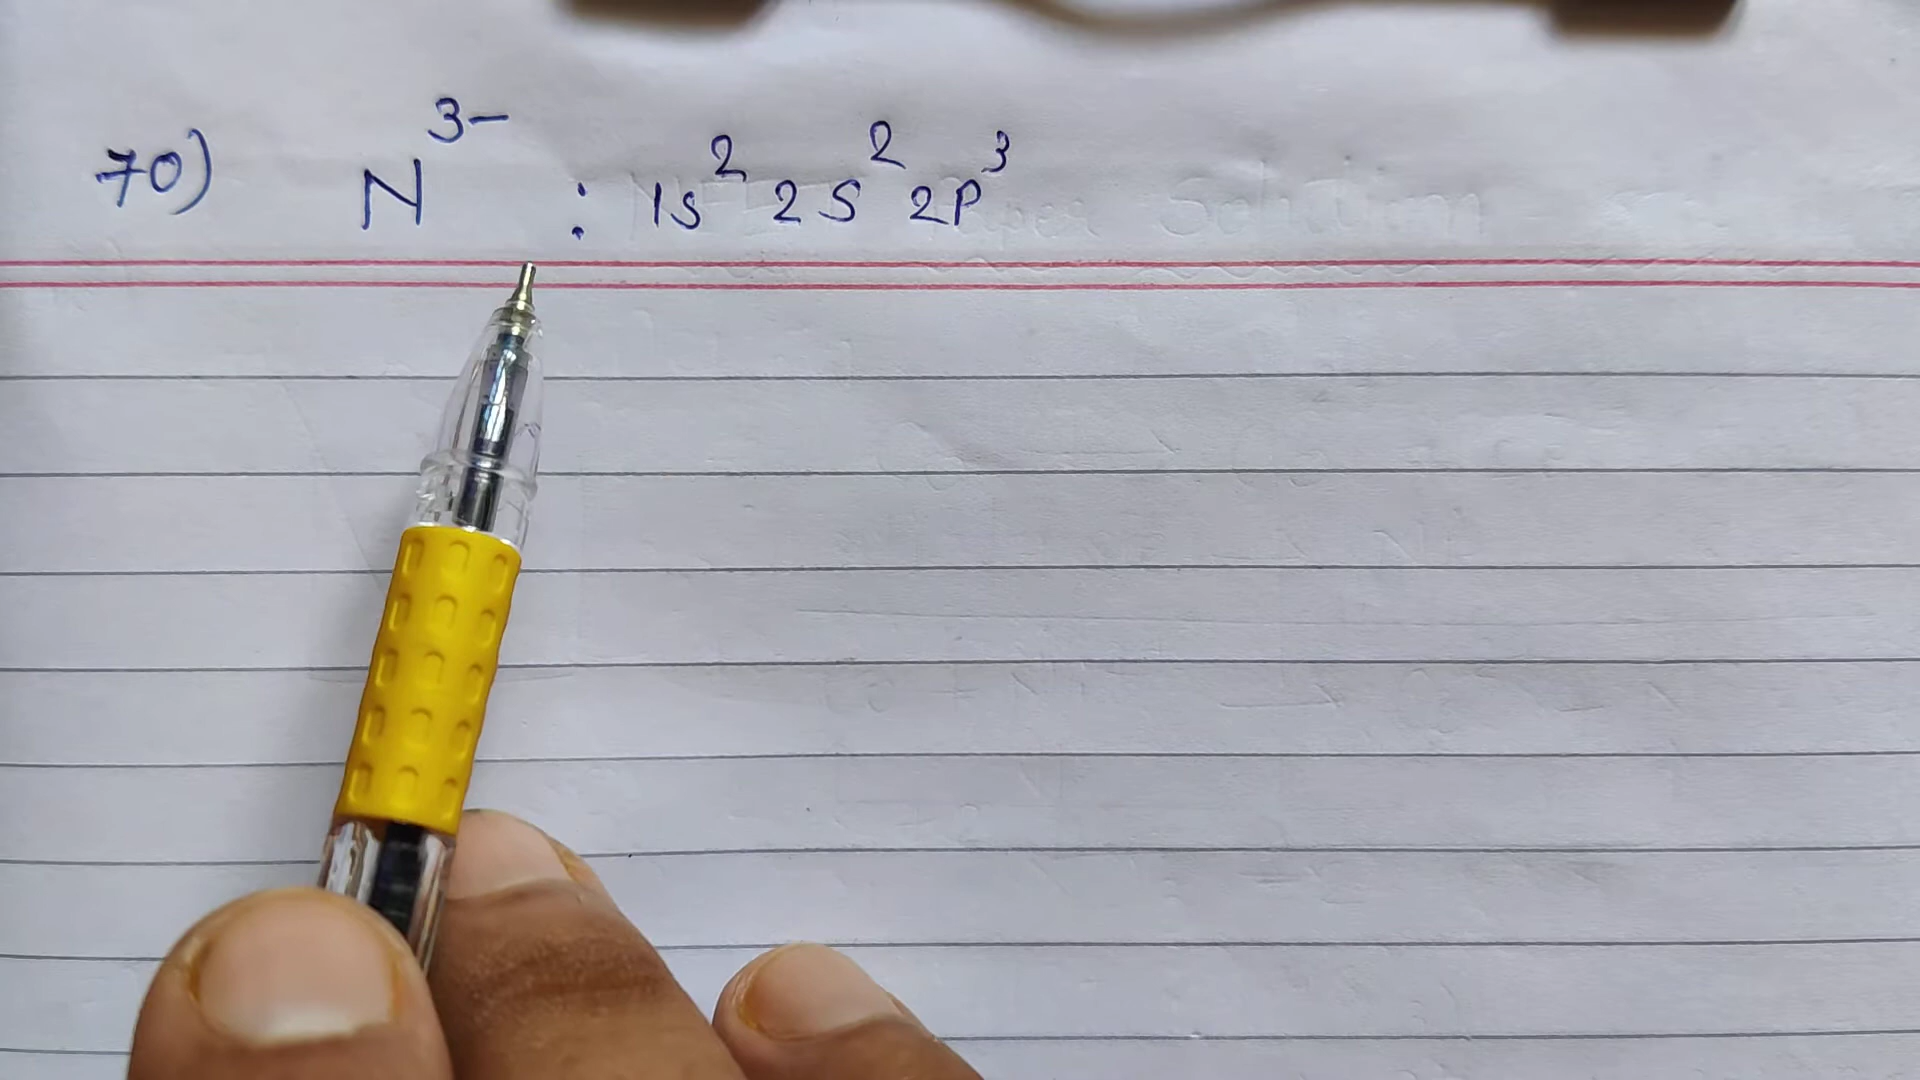 70) N³⁻ : 1s² 2s² 2p³